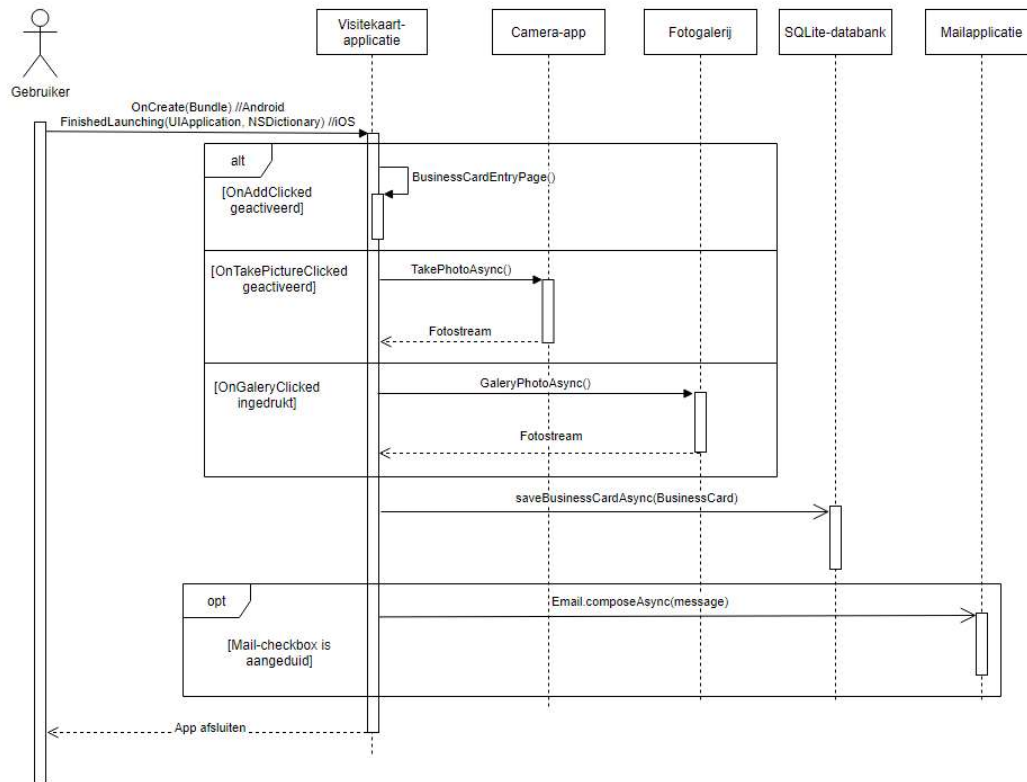 Visitekaart-
applicatie
Camera-app
Fotogalerij
SQLite-databank
Mailapplicatie
Gebruiker
OnCreate(Bundle) //Android
FinishedLaunching(UIApplication, NSDictionary) //iOS
alt
BusinessCardEntryPage()
[OnAddClicked
geactiveerd]
[OnTakePictureClicked
geactiveerd]
TakePhotoAsync()
Fotostream
[OnGaleryClicked
ingedrukt]
GaleryPhotoAsync()
Fotostream
saveBusinessCardAsync(BusinessCard)
opt
Email.composeAsync(message)
[Mail-checkbox is
aangeduid]
App afsluiten